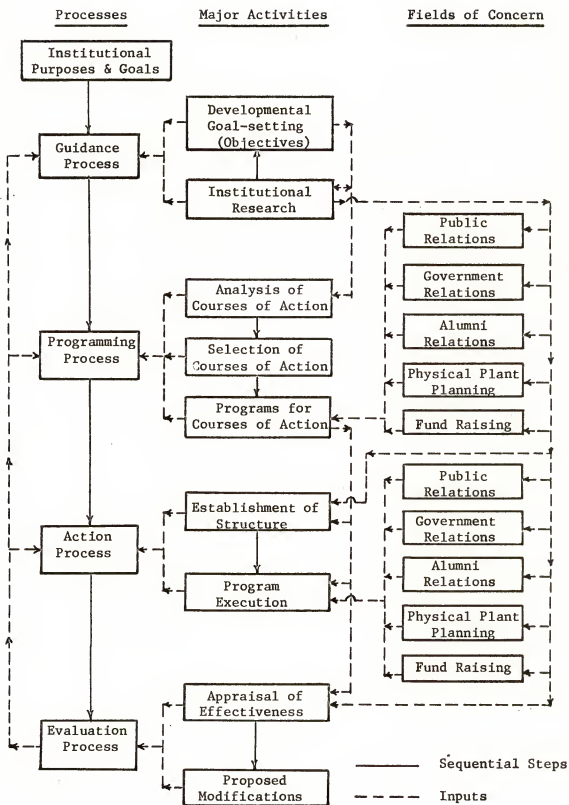 Processes
Major Activities
Fields of Concern
Institutional
Purposes & Goals
Guidance
Process
Developmental
Goal-setting
(Objectives)
Institutional
Research
Public
Relations
Government
Relations
Alumni
Relations
Physical Plant
Planning
Fund Raising
Programming
Process
Analysis of
Courses of Action
Selection of
Courses of Action
Programs for
Courses of Action
Action
Process
Establishment of
Structure
Program
Execution
Public
Relations
Government
Relations
Alumni
Relations
Physical Plant
Planning
Fund Raising
Evaluation
Process
Appraisal of
Effectiveness
Proposed
Modifications
Sequential Steps
Inputs